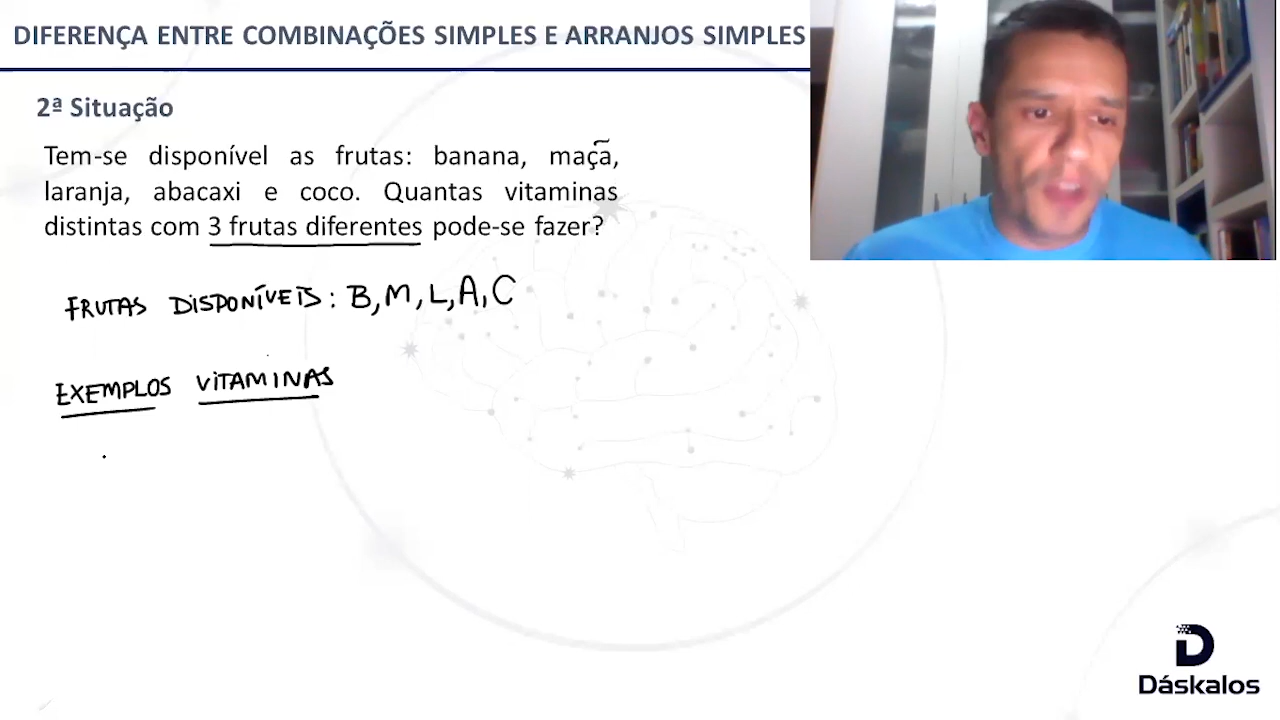 DIFERENÇA ENTRE COMBINAÇÕES SIMPLES E ARRANJOS SIMPLES
2ª Situação
Tem-se disponível as frutas: banana, maçã,
laranja, abacaxi e coco. Quantas vitaminas
distintas com 3 frutas diferentes pode-se fazer?
FRUTAS DISPONÍVEIS: B, M, L, A, C
EXEMPLOS VITAMINAS
Dáskalos